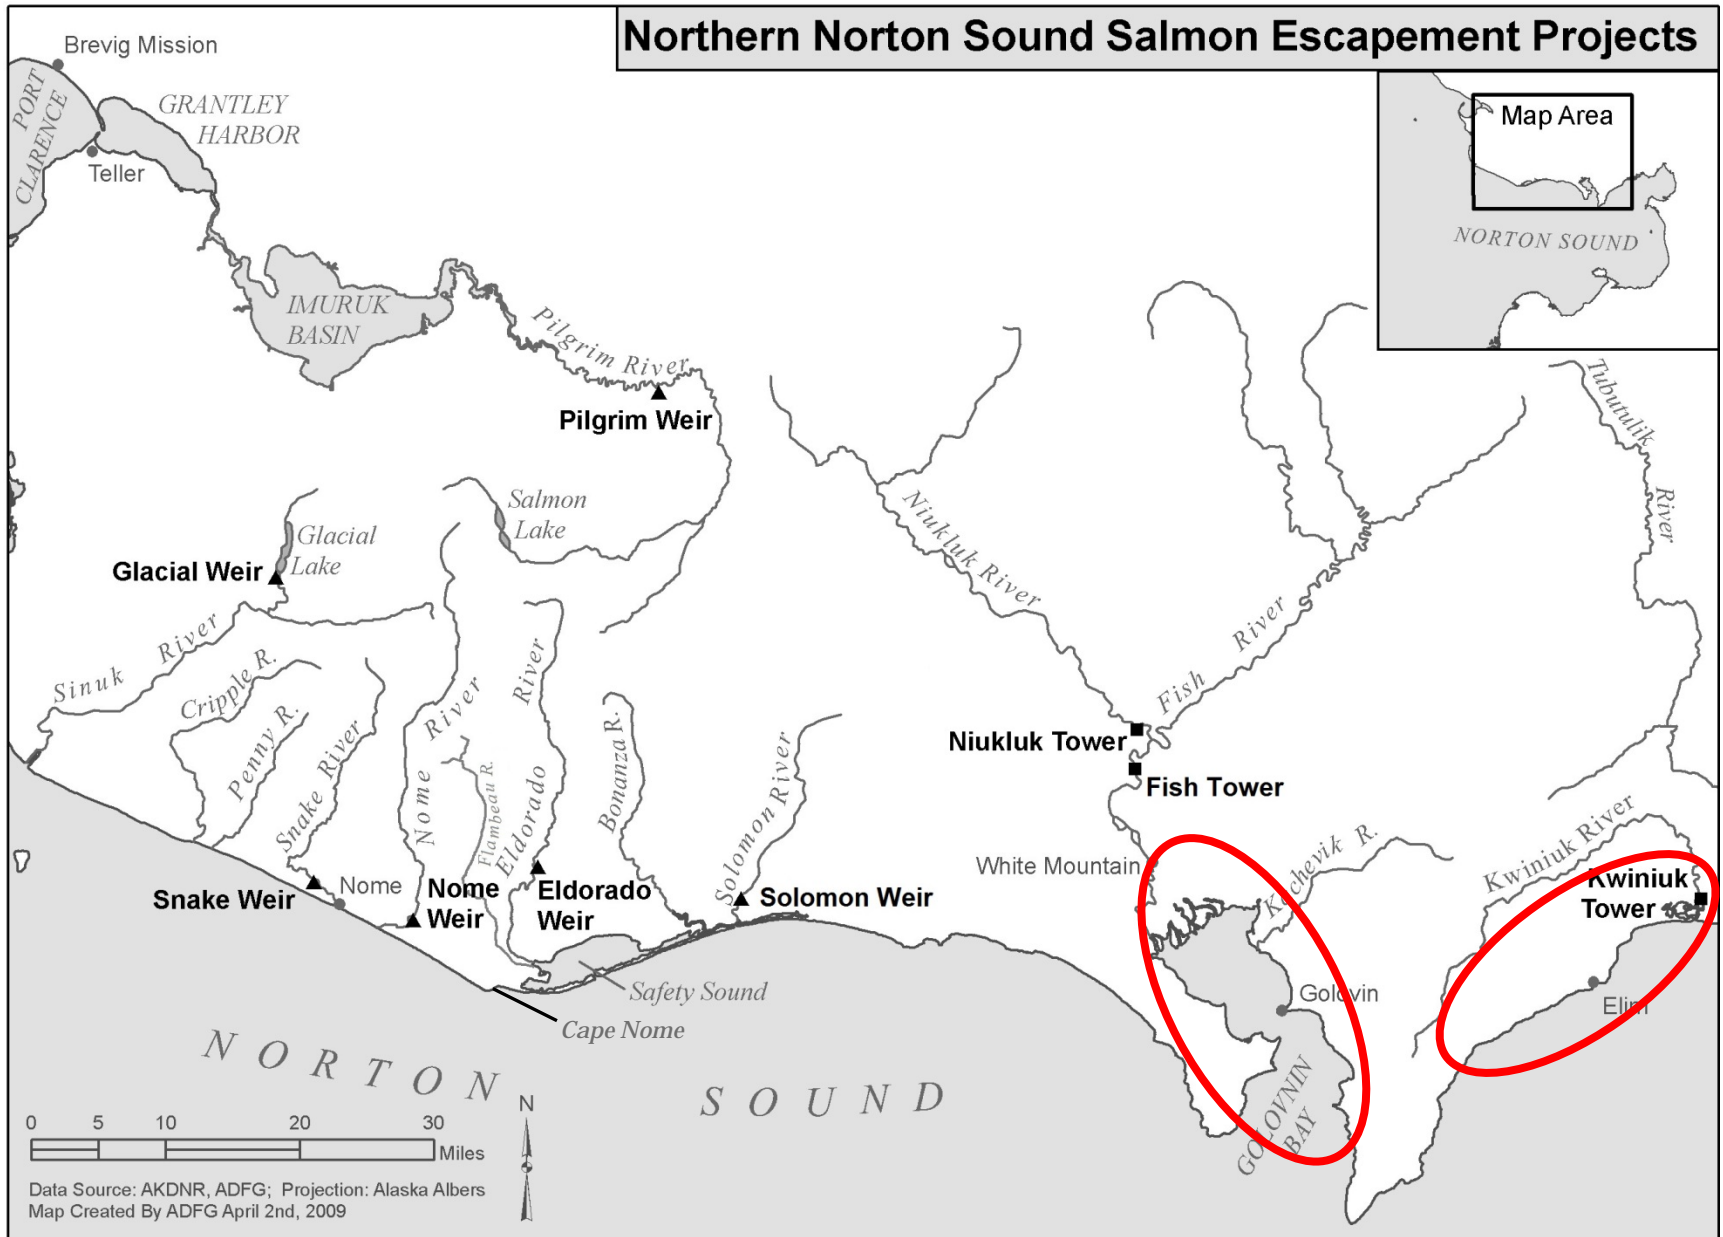 Northern Norton Sound Salmon Escapement Projects
Brevig Mission
PORT
CLARENCE
GRANTLEY
HARBOR
Teller
Map Area
NORTON SOUND
IMURUK
BASIN
Pilgrim River
Pilgrim Weir
Tubutulik
River
Salmon
Lake
Glacial
Lake
Glacial Weir
Niukluk River
Sinuk River
Cripple R.
Penny R.
Snake River
Nome River
Flambeau R.
Eldorado River
Bonanza R.
Solomon River
Fish River
Niukluk Tower
Fish Tower
White Mountain
Kachevik R.
Kwiniuk River
Kwiniuk
Tower
Snake Weir
Nome
Nome
Weir
Eldorado
Weir
Solomon Weir
Safety Sound
Cape Nome
Golovin
Elim
GOLOVNIN
BAY
NORTON
SOUND
N
0 5 10 20 30
Miles
Data Source: AKDNR, ADFG; Projection: Alaska Albers
Map Created By ADFG April 2nd, 2009